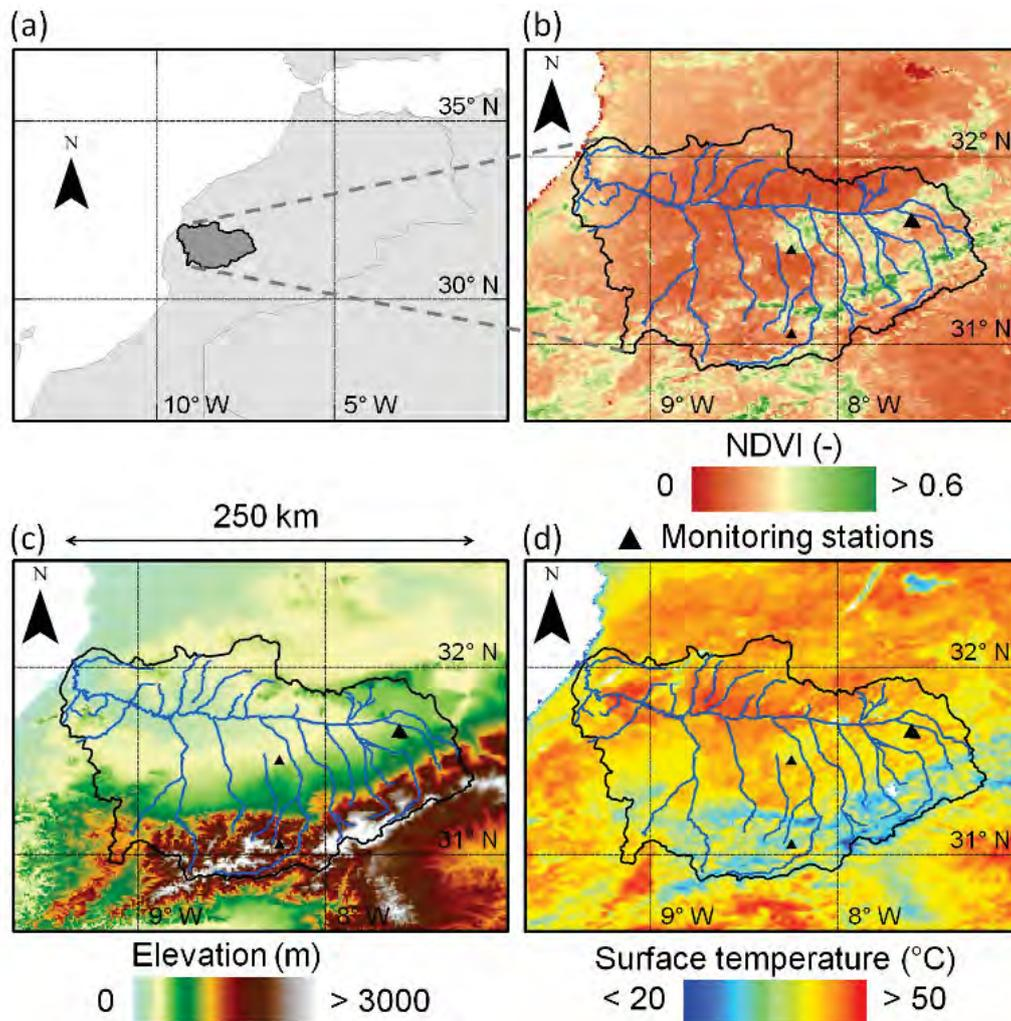 (a)
(b)
N
35° N
30° N
10° W
5° W
N
32° N
31° N
9° W
8° W
NDVI (-)
0
> 0.6
250 km
▲ Monitoring stations
(c)
(d)
N
32° N
31° N
9° W
8° W
Elevation (m)
0
> 3000
N
32° N
31° N
9° W
8° W
Surface temperature (°C)
< 20
> 50